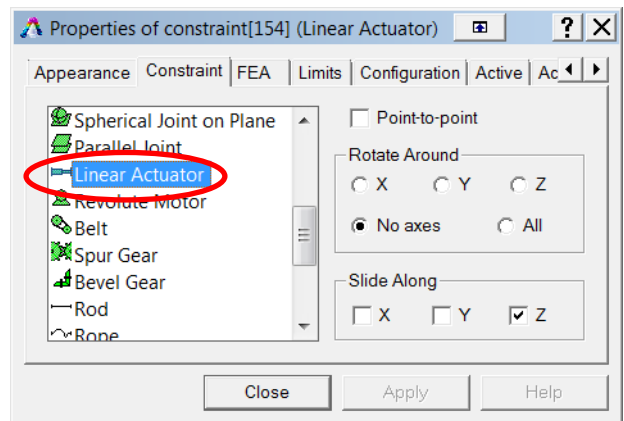 Properties of constraint[154] (Linear Actuator) ? X
Appearance Constraint FEA Limits Configuration Active Ac
Spherical Joint on Plane
Parallel Joint
Linear Actuator
Revolute Motor
Belt
Spur Gear
Bevel Gear
Rod
Rope
Point-to-point
Rotate Around
X Y Z
No axes All
Slide Along
X Y Z
Close Apply Help